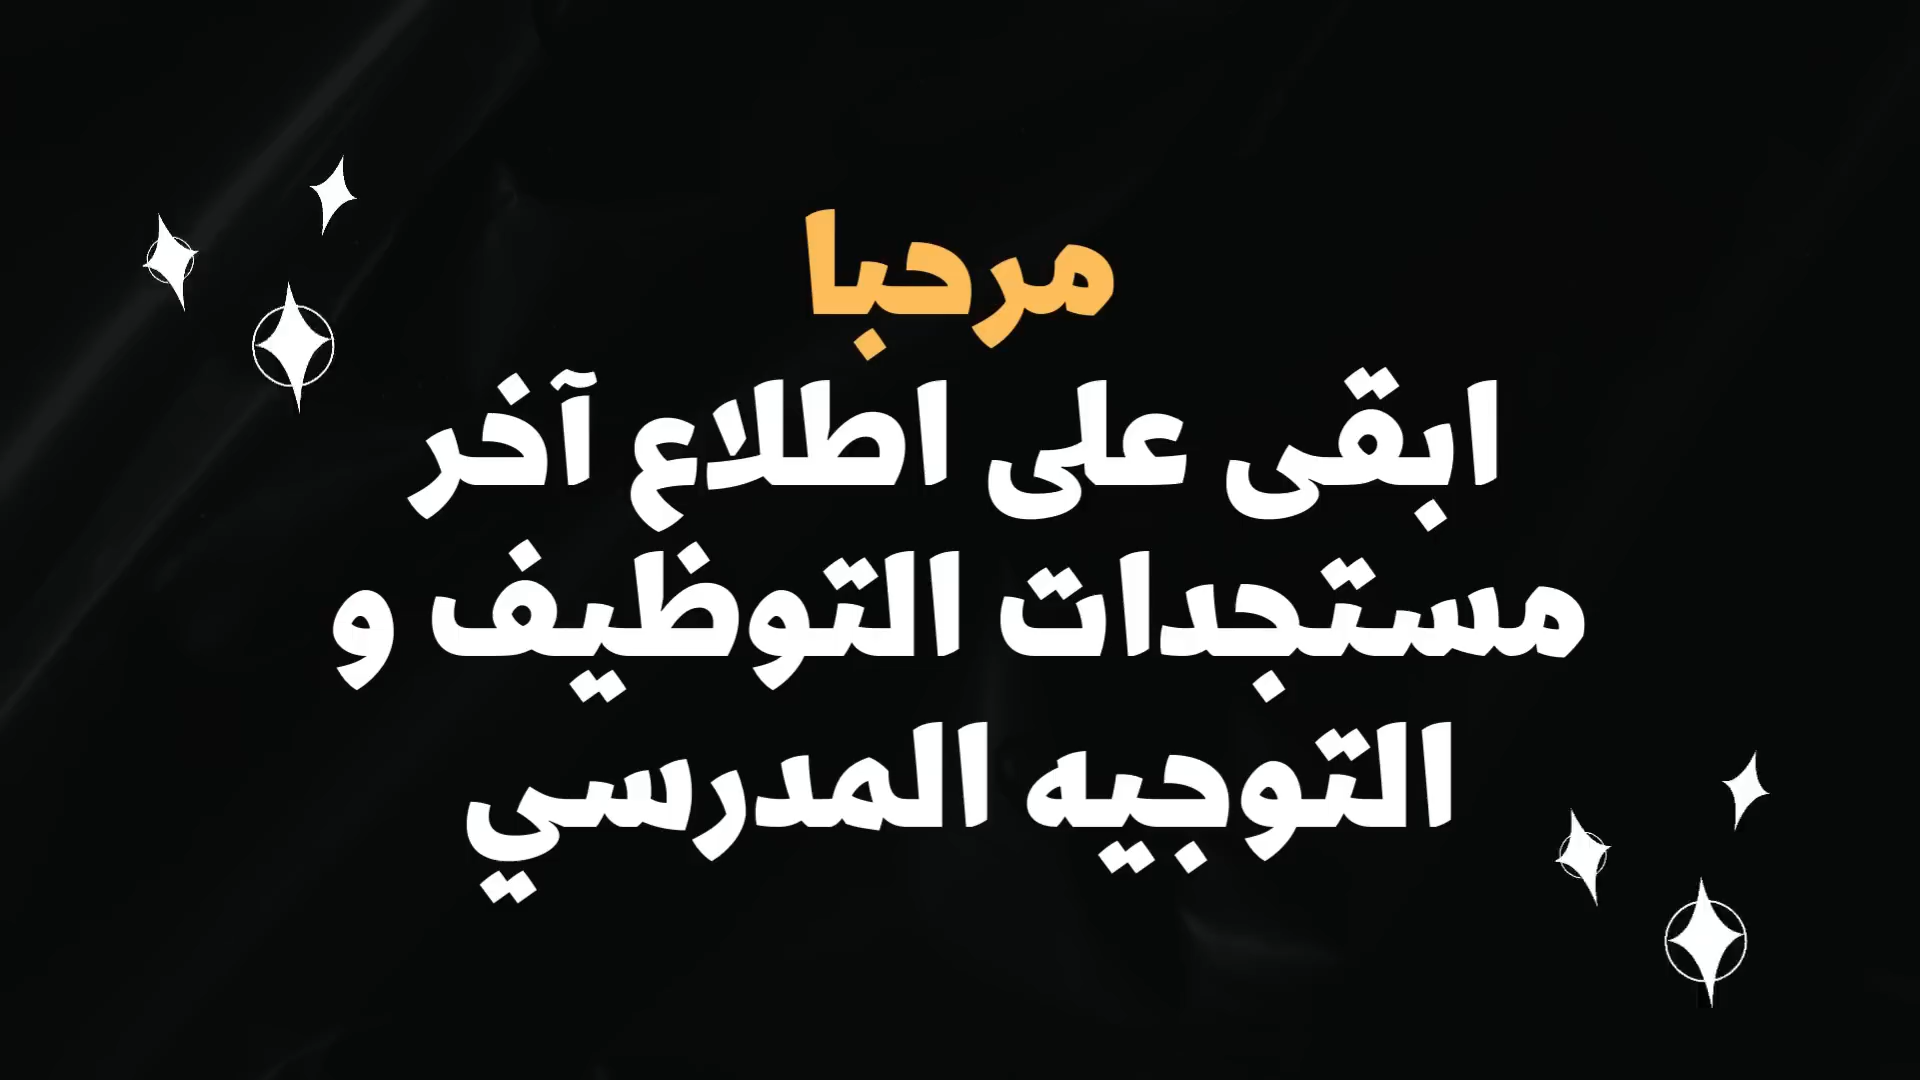 مرحبا
ابقى على اطلاع آخر
مستجدات التوظيف و
التوجيه المدرسي